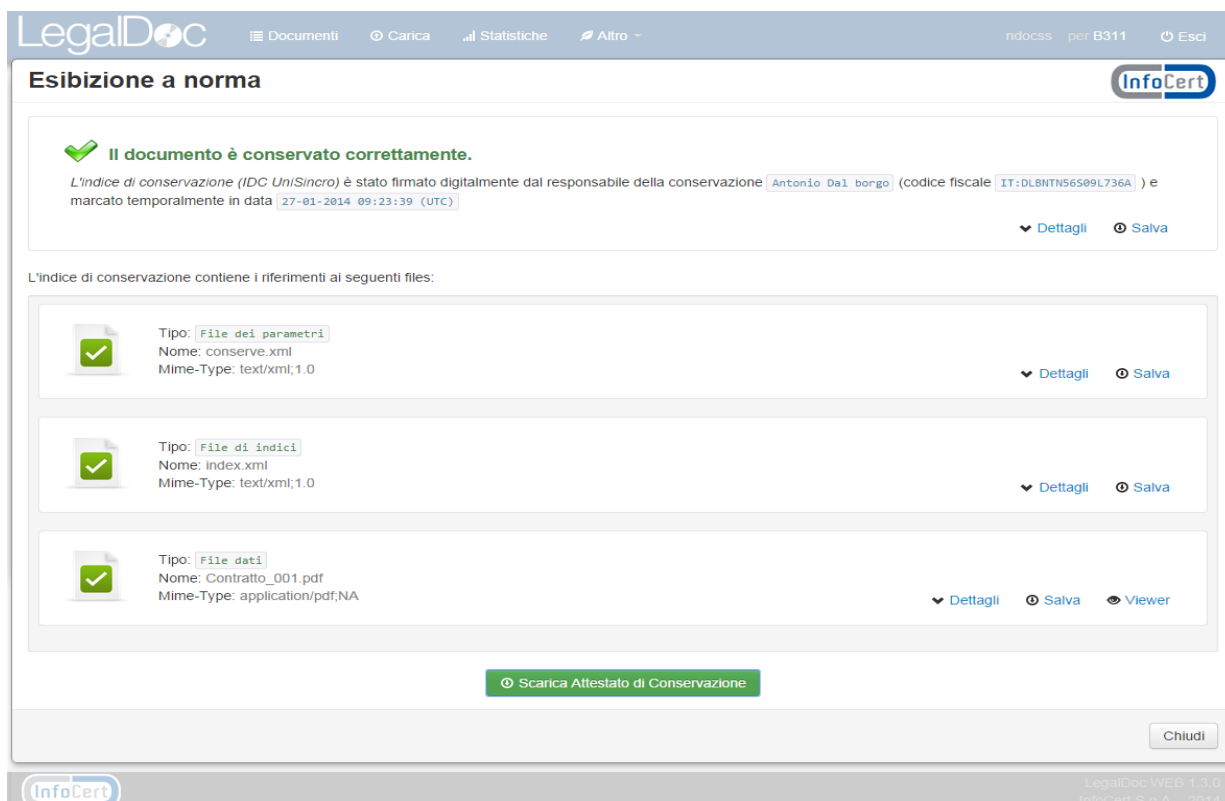 LegalDoc Documenti Carica Statistiche Altro ndocss per B311 Esci
Esibizione a norma InfoCert
Il documento è conservato correttamente.
L'indice di conservazione (IDC UniSincro) è stato firmato digitalmente dal responsabile della conservazione Antonio Dal borgo (codice fiscale IT:DLBNTN56S09L736A ) e
marcato temporalmente in data 27-01-2014 09:23:39 (UTC)
Dettagli Salva
L'indice di conservazione contiene i riferimenti ai seguenti files:
Tipo: File dei parametri
Nome: conserve.xml
Mime-Type: text/xml;1.0
Dettagli Salva
Tipo: File di indici
Nome: index.xml
Mime-Type: text/xml;1.0
Dettagli Salva
Tipo: File dati
Nome: Contratto_001.pdf
Mime-Type: application/pdf;NA
Dettagli Salva Viewer
Scarica Attestato di Conservazione
Chiudi
InfoCert LegalDoc WEB 1.3.0
InfoCert S.p.A. - 2014